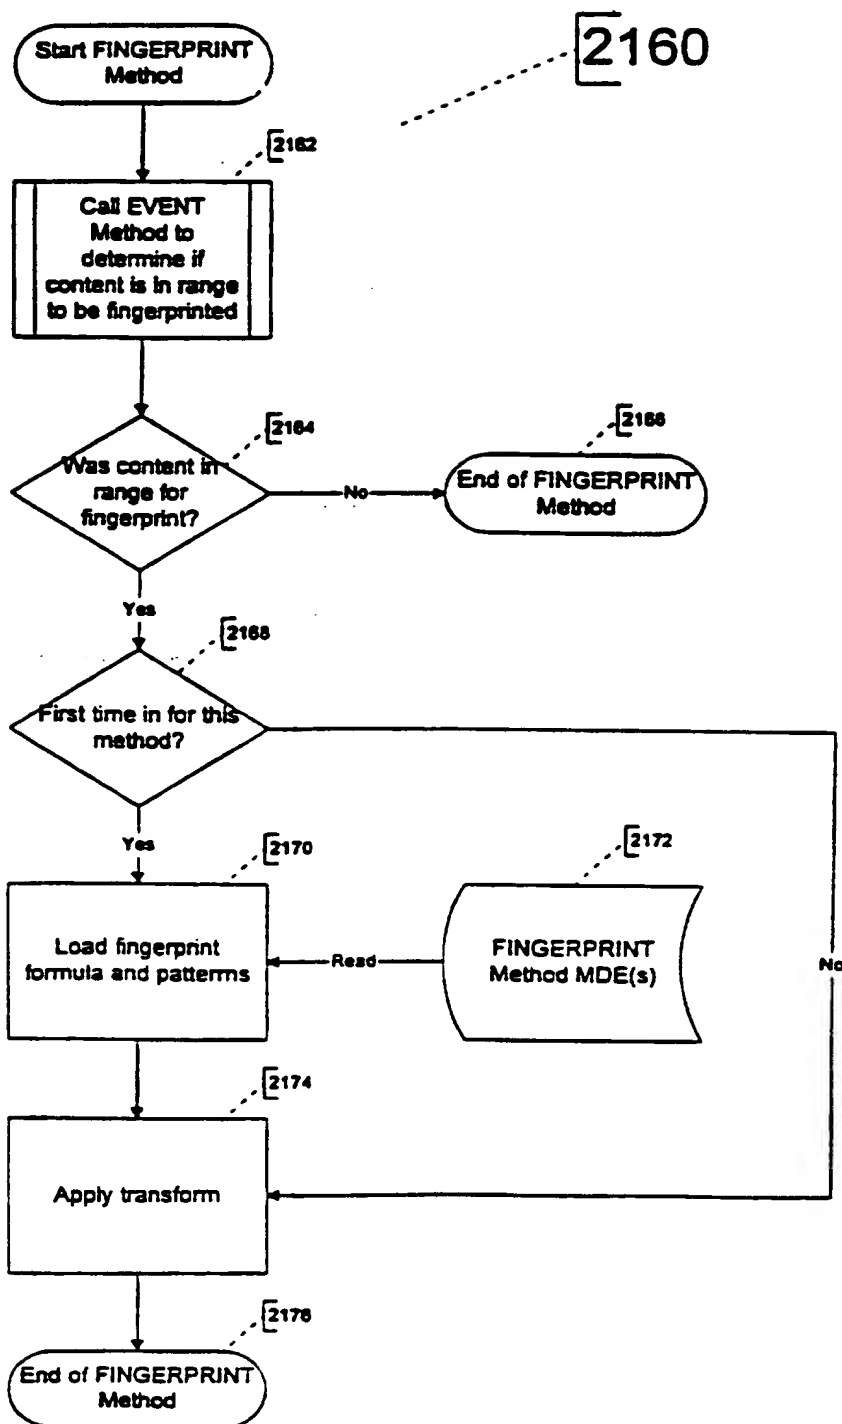 Start FINGERPRINT
Method
2160
2162
Call EVENT
Method to
determine if
content is in range
to be fingerprinted
2164
Was content in
range for
fingerprint?
No
2166
End of FINGERPRINT
Method
Yes
2168
First time in for this
method?
No
Yes
2170
Load fingerprint
formula and patterns
Read
2172
FINGERPRINT
Method MDE(s)
2174
Apply transform
2176
End of FINGERPRINT
Method